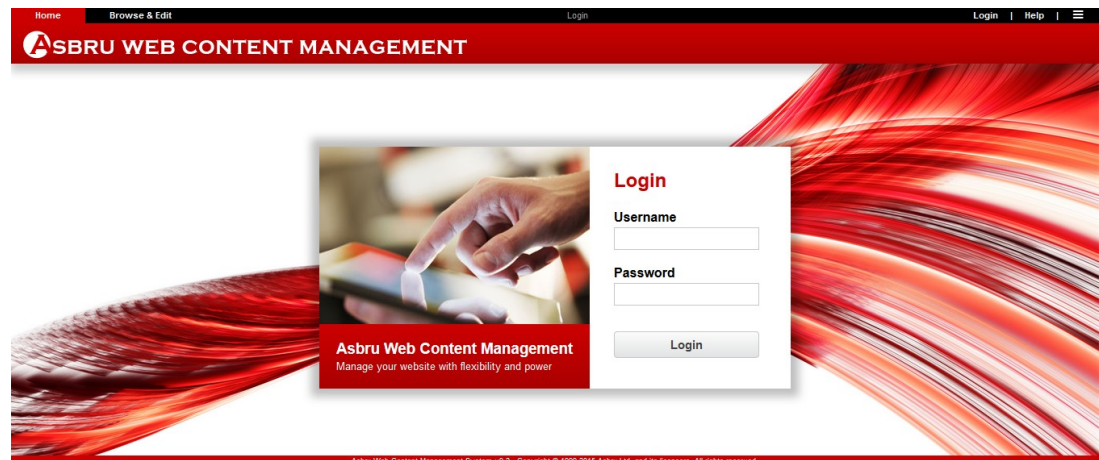 Home Browse & Edit Login Login | Help |
ASBRU WEB CONTENT MANAGEMENT
Login
Username
Password
Login
Asbru Web Content Management
Manage your website with flexibility and power